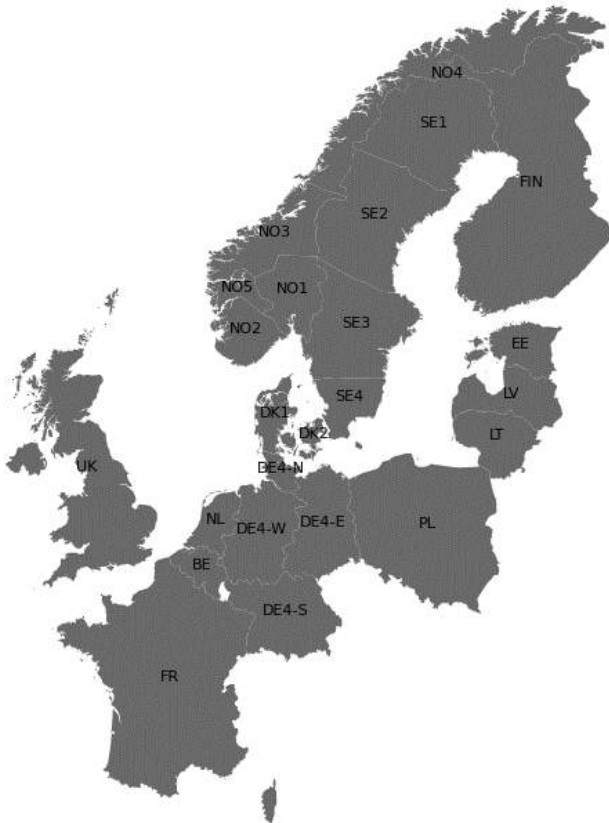 NO4
SE1
FIN
SE2
NO3
NO5
NO1
NO2
SE3
EE
SE4
LV
DK1
DK2
LT
UK
DE4-N
NL
DE4-W
DE4-E
PL
BE
DE4-S
FR